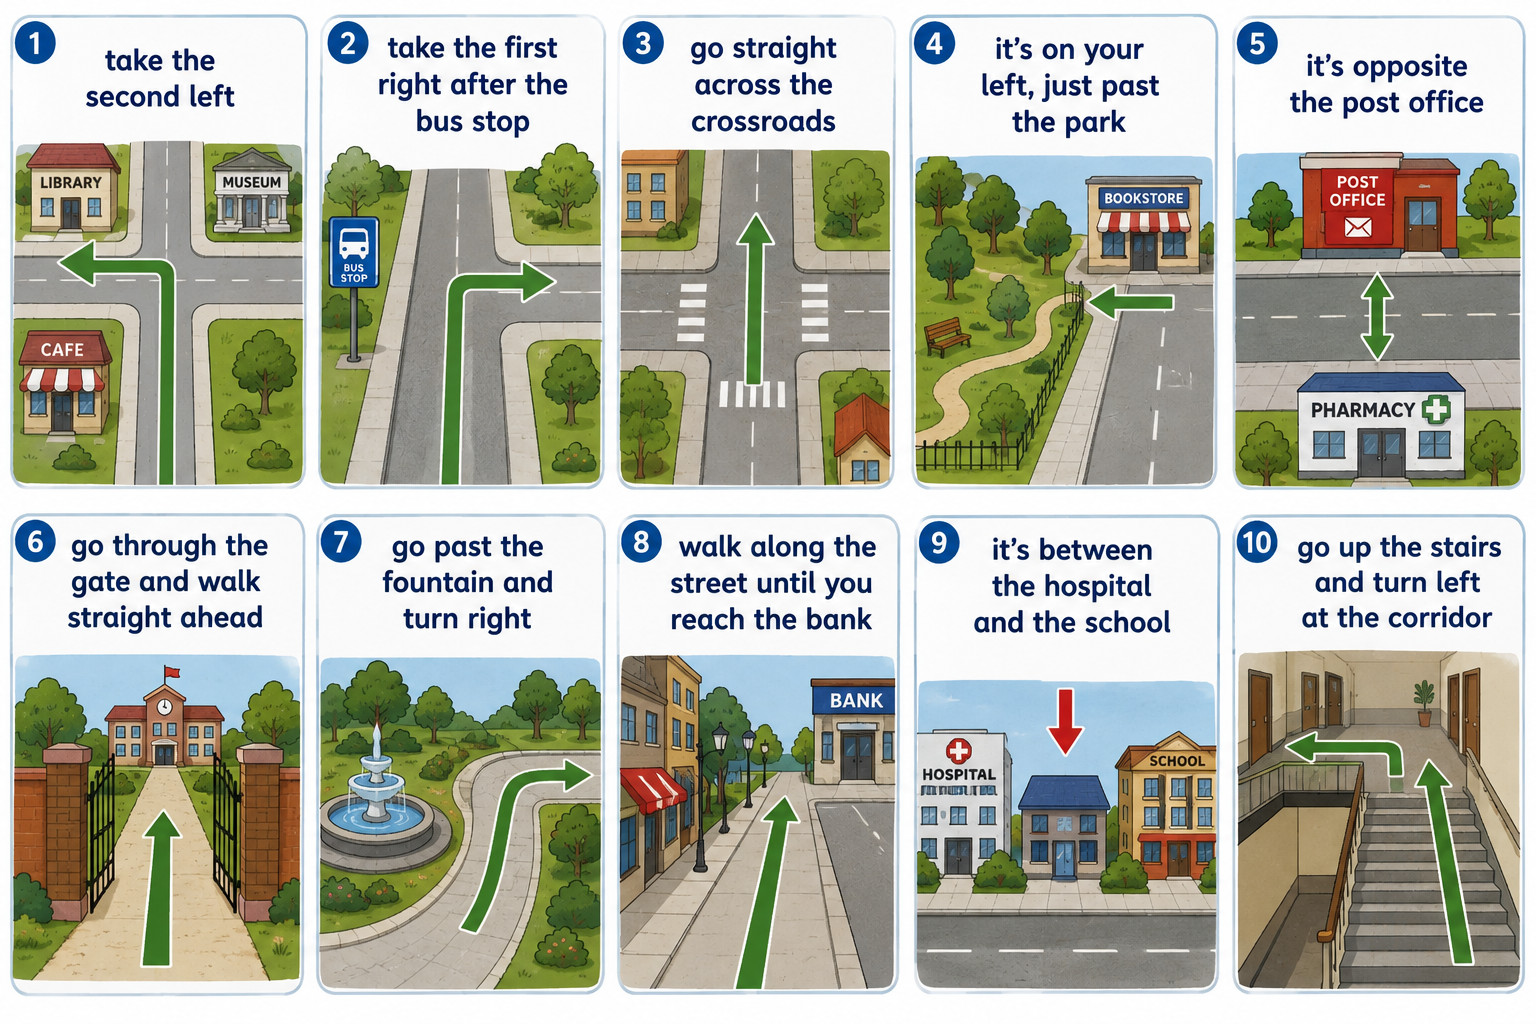 1
take the
second left
LIBRARY
MUSEUM
CAFE
2
take the first
right after the
bus stop
BUS
STOP
3
go straight
across the
crossroads
4
it's on your
left, just past
the park
BOOKSTORE
5
it's opposite
the post office
POST
OFFICE
PHARMACY
6
go through the
gate and walk
straight ahead
7
go past the
fountain and
turn right
8
walk along the
street until you
reach the bank
BANK
9
it's between
the hospital
and the school
HOSPITAL
SCHOOL
10
go up the stairs
and turn left
at the corridor